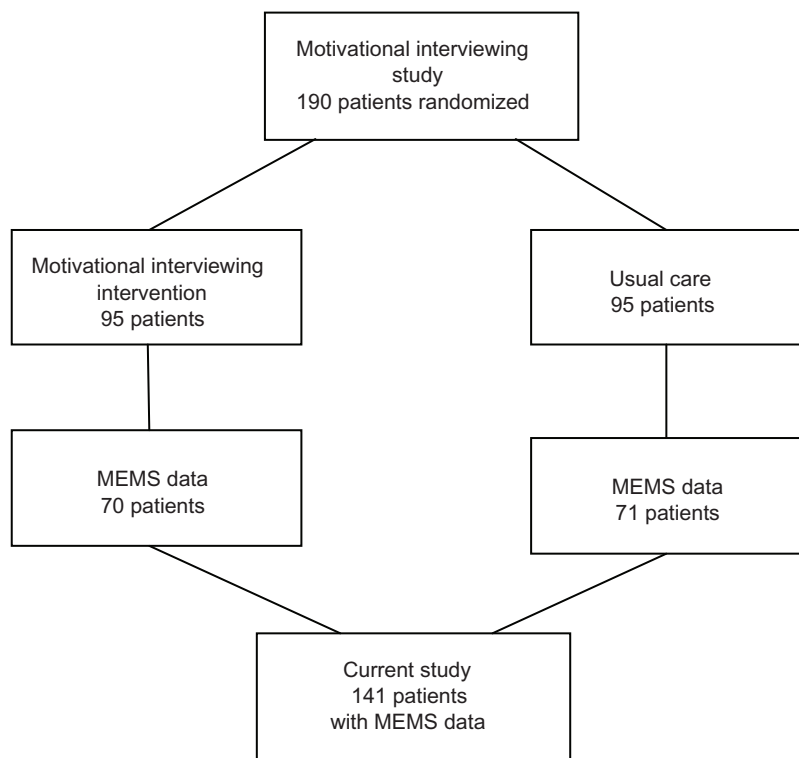 Motivational interviewing
study
190 patients randomized
Motivational interviewing
intervention
95 patients
Usual care
95 patients
MEMS data
70 patients
MEMS data
71 patients
Current study
141 patients
with MEMS data